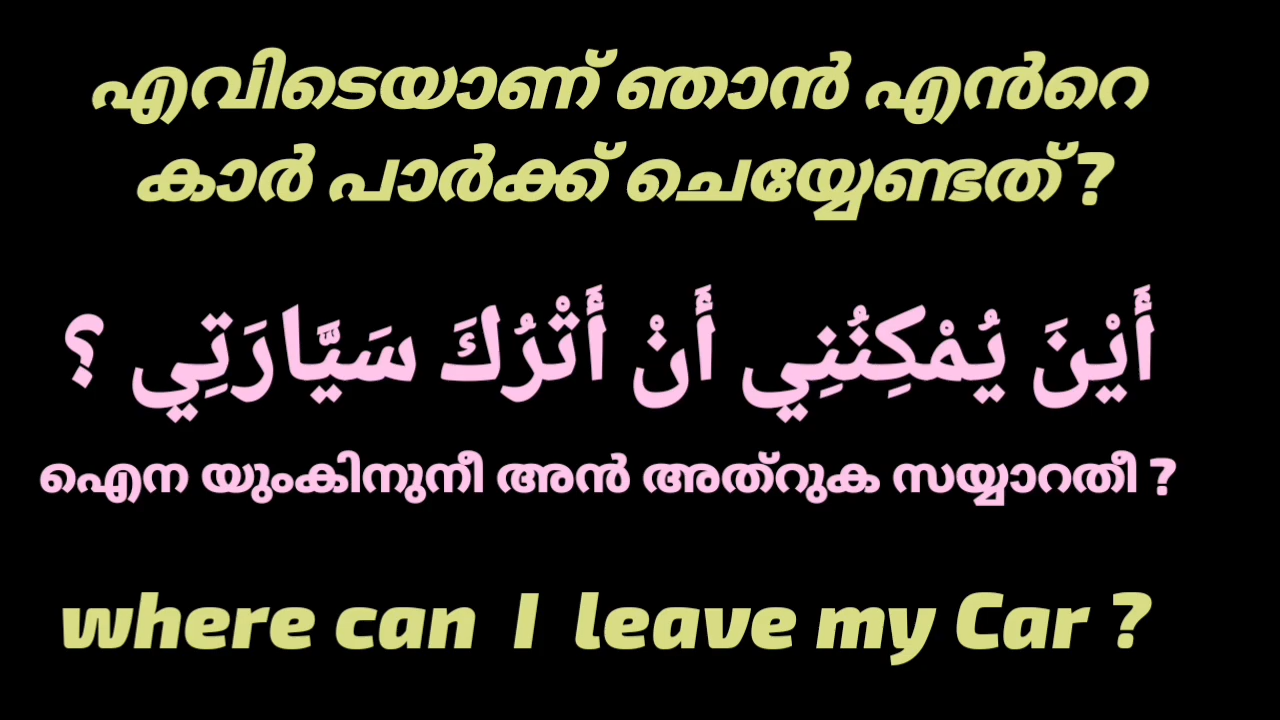 എവിടെയാണ് ഞാൻ എൻറെ
കാർ പാർക്ക് ചെയ്യേണ്ടത് ?
أَيْنَ يُمْكِنُنِي أَنْ أَتْرُكَ سَيَّارَتِي ؟
ഐന യുംകിനുനീ അൻ അത്റുക സയ്യാറതീ ?
where can I leave my Car ?